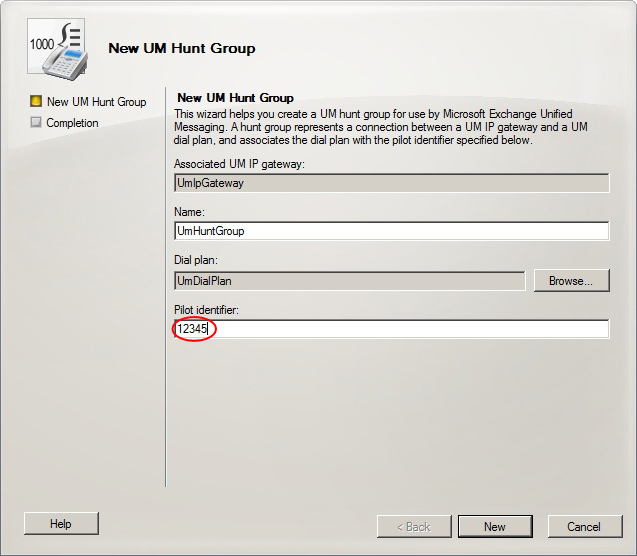 1000
New UM Hunt Group
New UM Hunt Group
Completion
New UM Hunt Group
This wizard helps you create a UM hunt group for use by Microsoft Exchange Unified
Messaging. A hunt group represents a connection between a UM IP gateway and a UM
dial plan, and associates the dial plan with the pilot identifier specified below.
Associated UM IP gateway:
UmIpGateway
Name:
UmHuntGroup
Dial plan:
UmDialPlan
Browse...
Pilot identifier:
12345
Help
< Back
New
Cancel